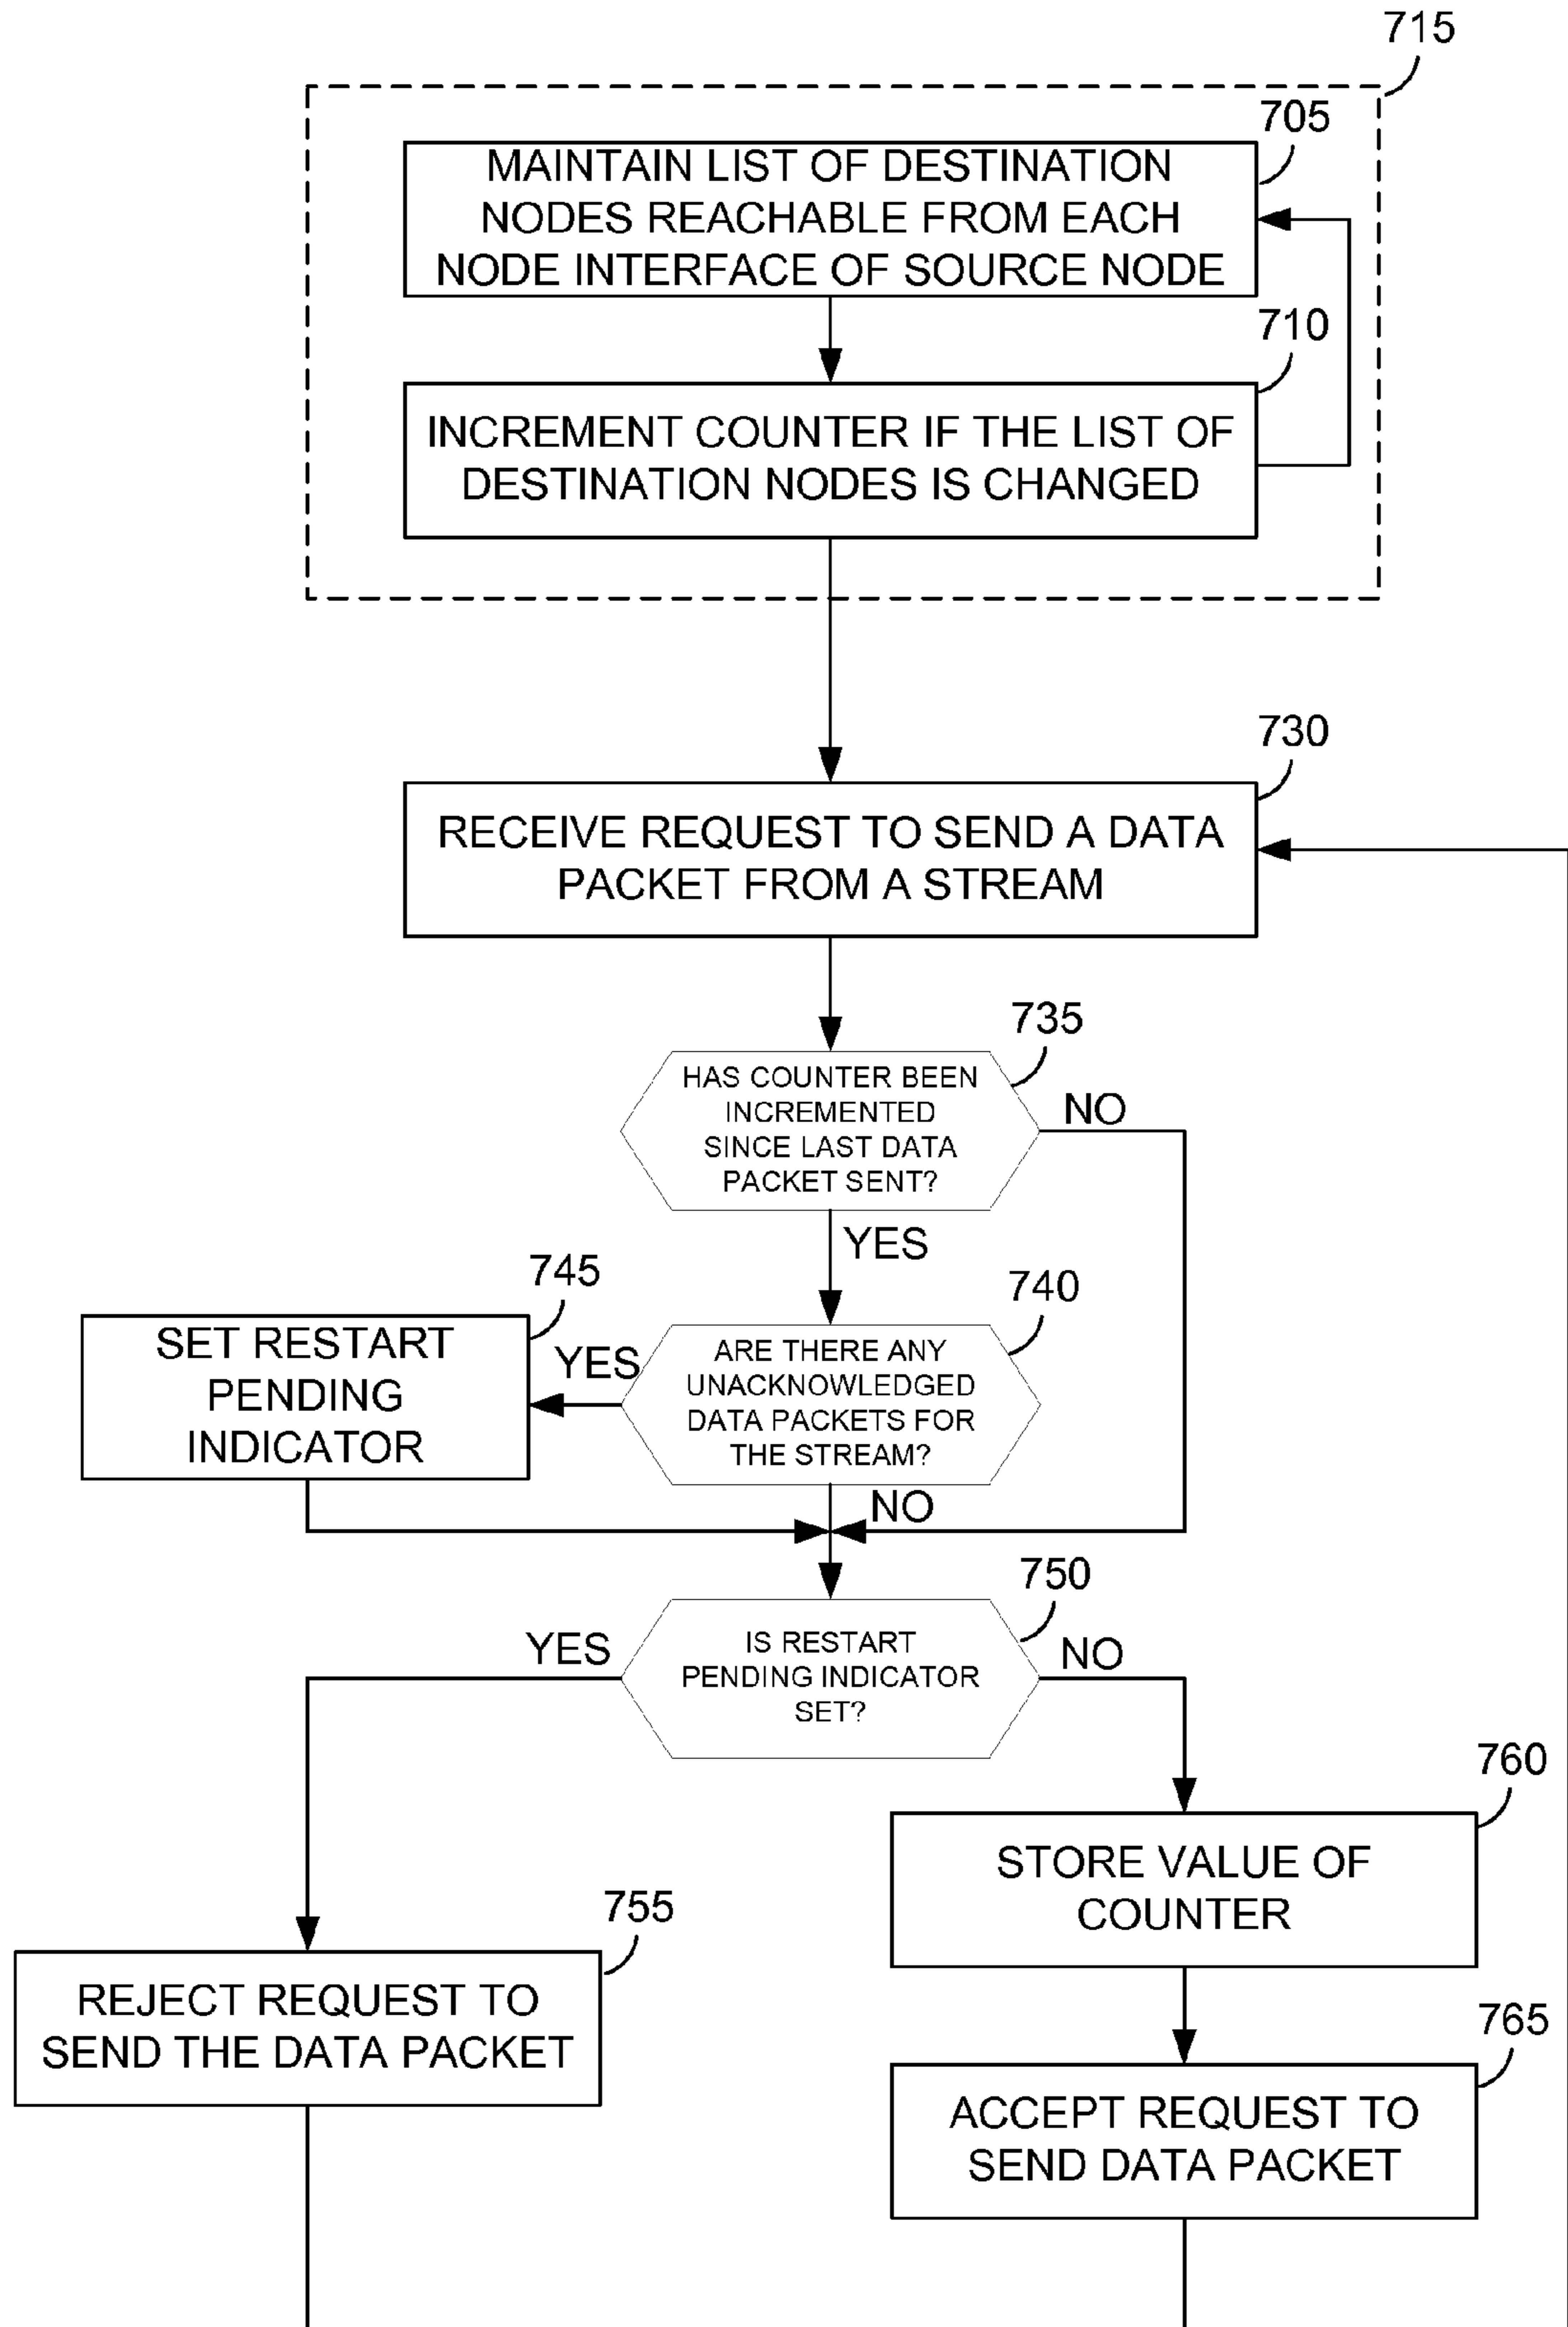 715
705
MAINTAIN LIST OF DESTINATION
NODES REACHABLE FROM EACH
NODE INTERFACE OF SOURCE NODE
710
INCREMENT COUNTER IF THE LIST OF
DESTINATION NODES IS CHANGED
730
RECEIVE REQUEST TO SEND A DATA
PACKET FROM A STREAM
735
HAS COUNTER BEEN
INCREMENTED
SINCE LAST DATA
PACKET SENT?
NO
YES
745
740
SET RESTART
PENDING
INDICATOR
YES
ARE THERE ANY
UNACKNOWLEDGED
DATA PACKETS FOR
THE STREAM?
NO
750
YES
IS RESTART
PENDING INDICATOR
SET?
NO
760
STORE VALUE OF
COUNTER
755
REJECT REQUEST TO
SEND THE DATA PACKET
765
ACCEPT REQUEST TO
SEND DATA PACKET